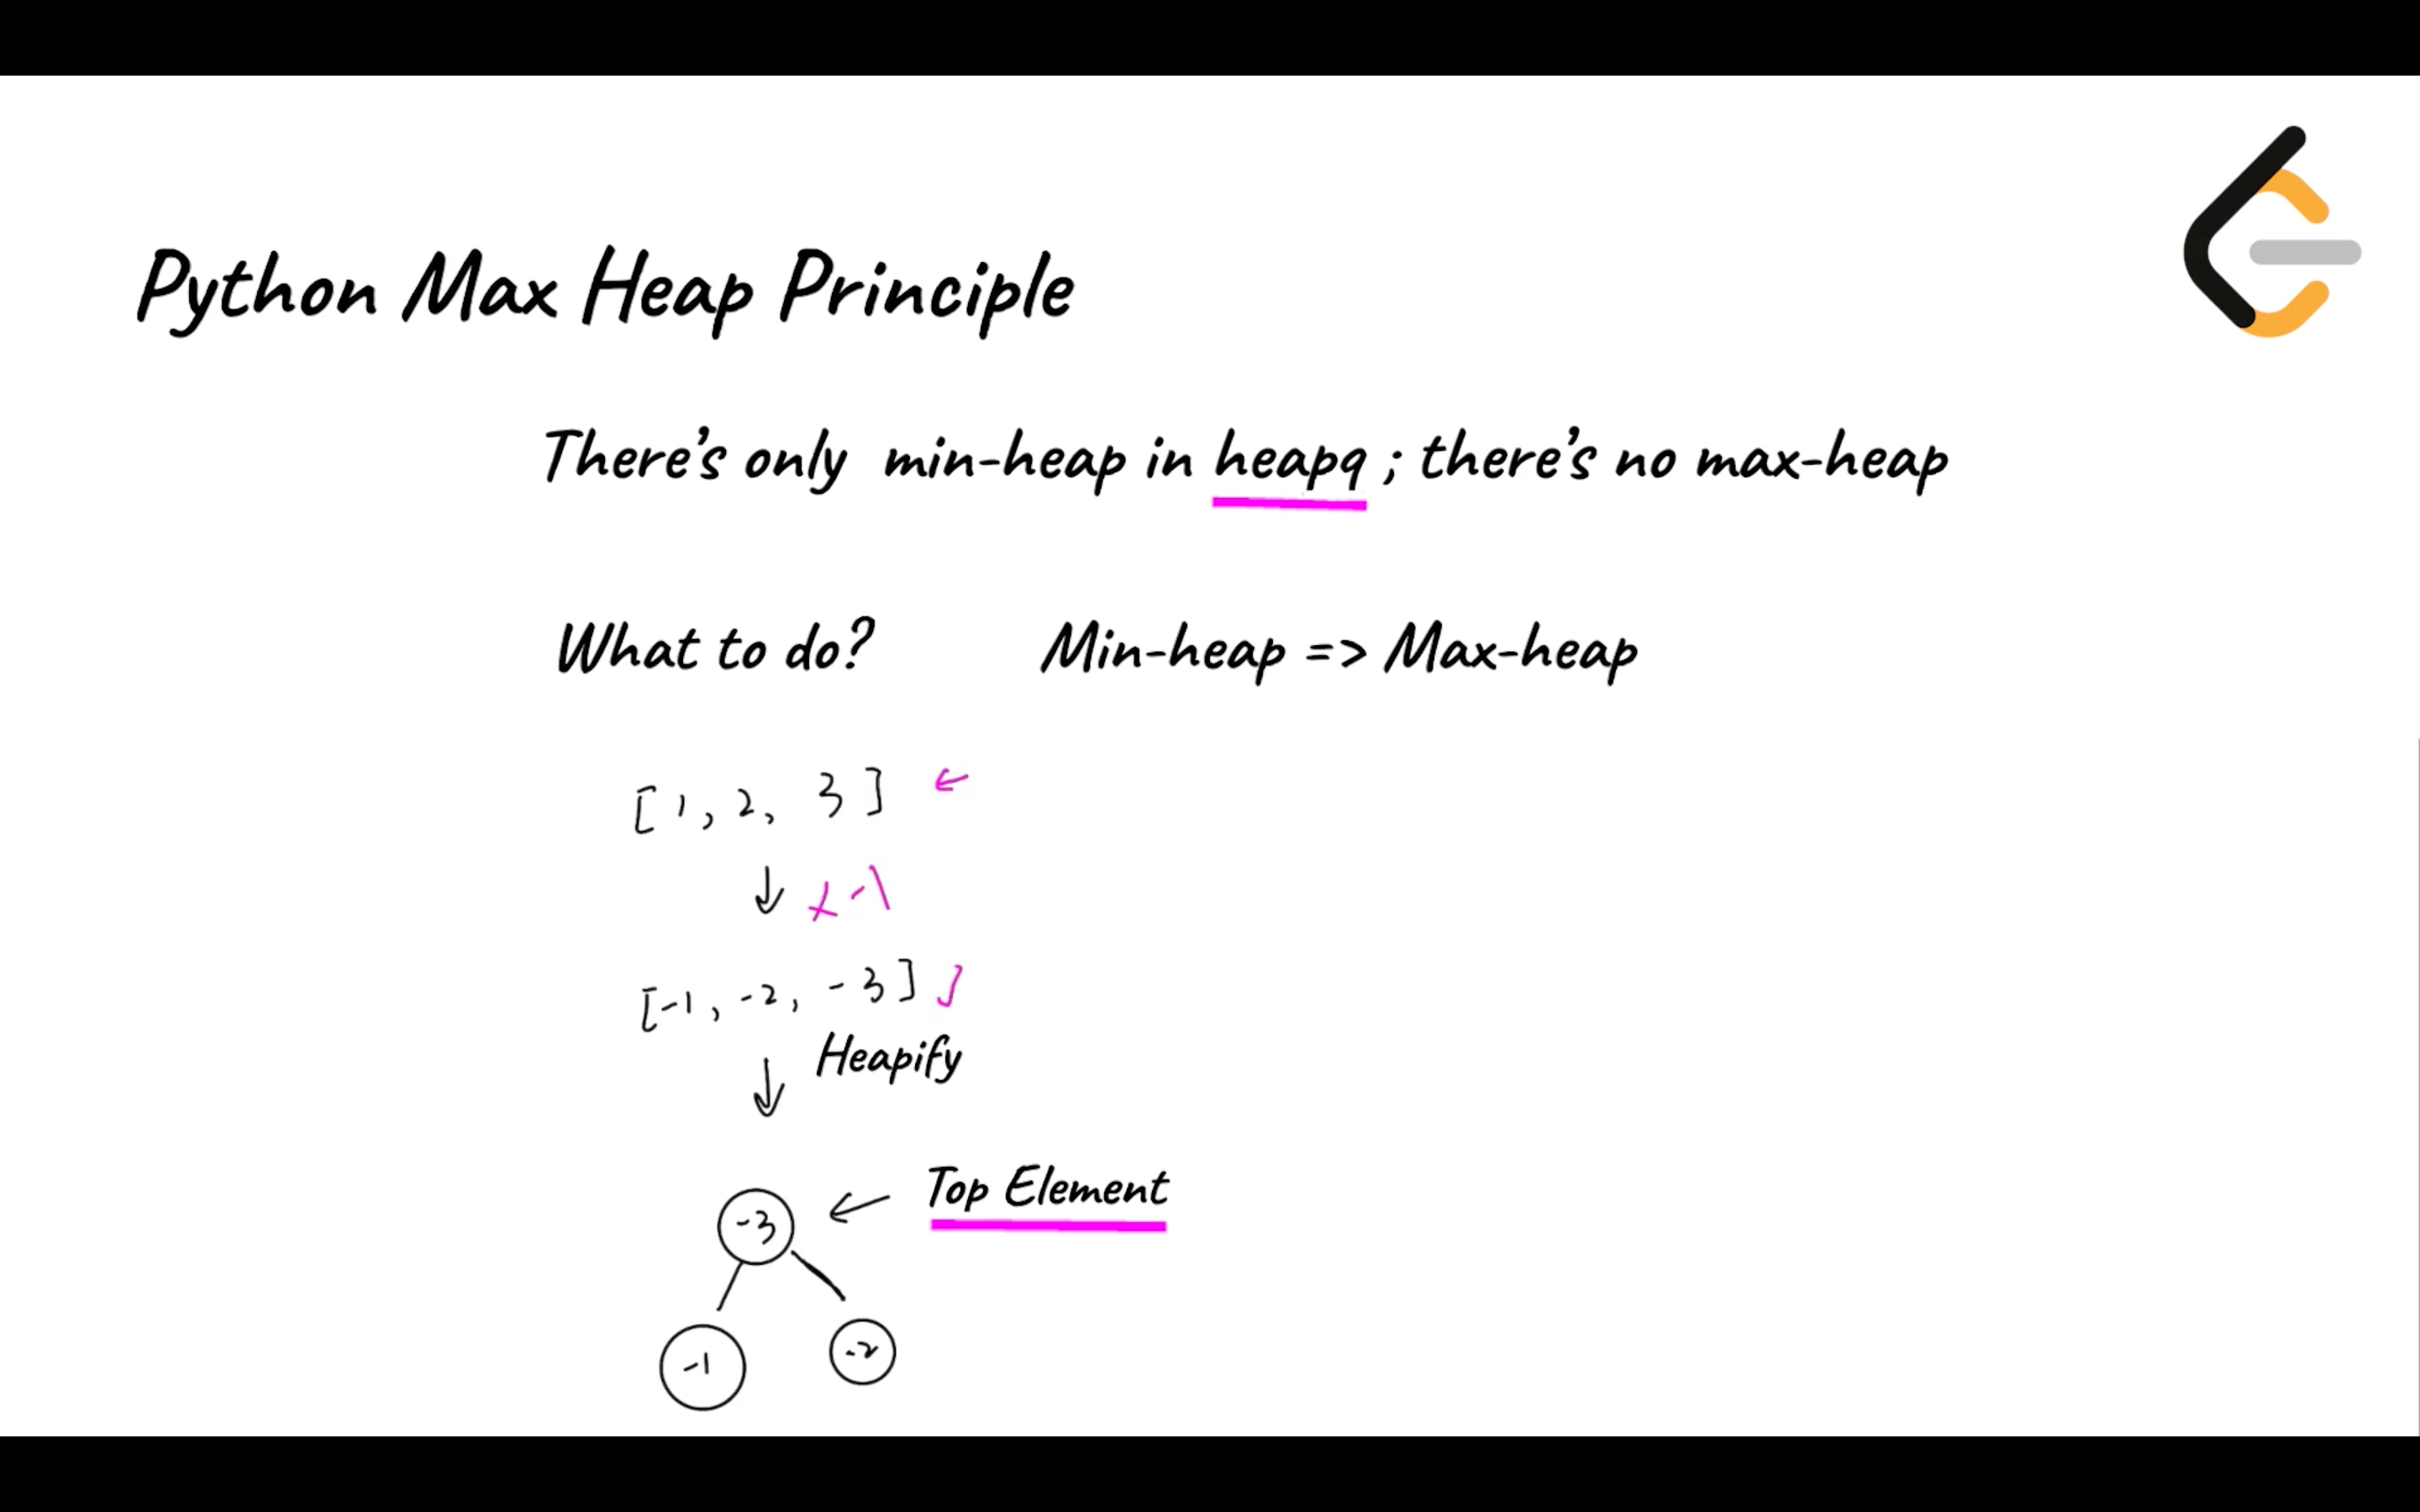 Python Max Heap Principle
There's only min-heap in heapq ; there's no max-heap
What to do? Min-heap => Max-heap
[ 1 , 2 , 3 ]
x -1
[ -1 , -2 , -3 ]
Heapify
Top Element
-3
-1 -2